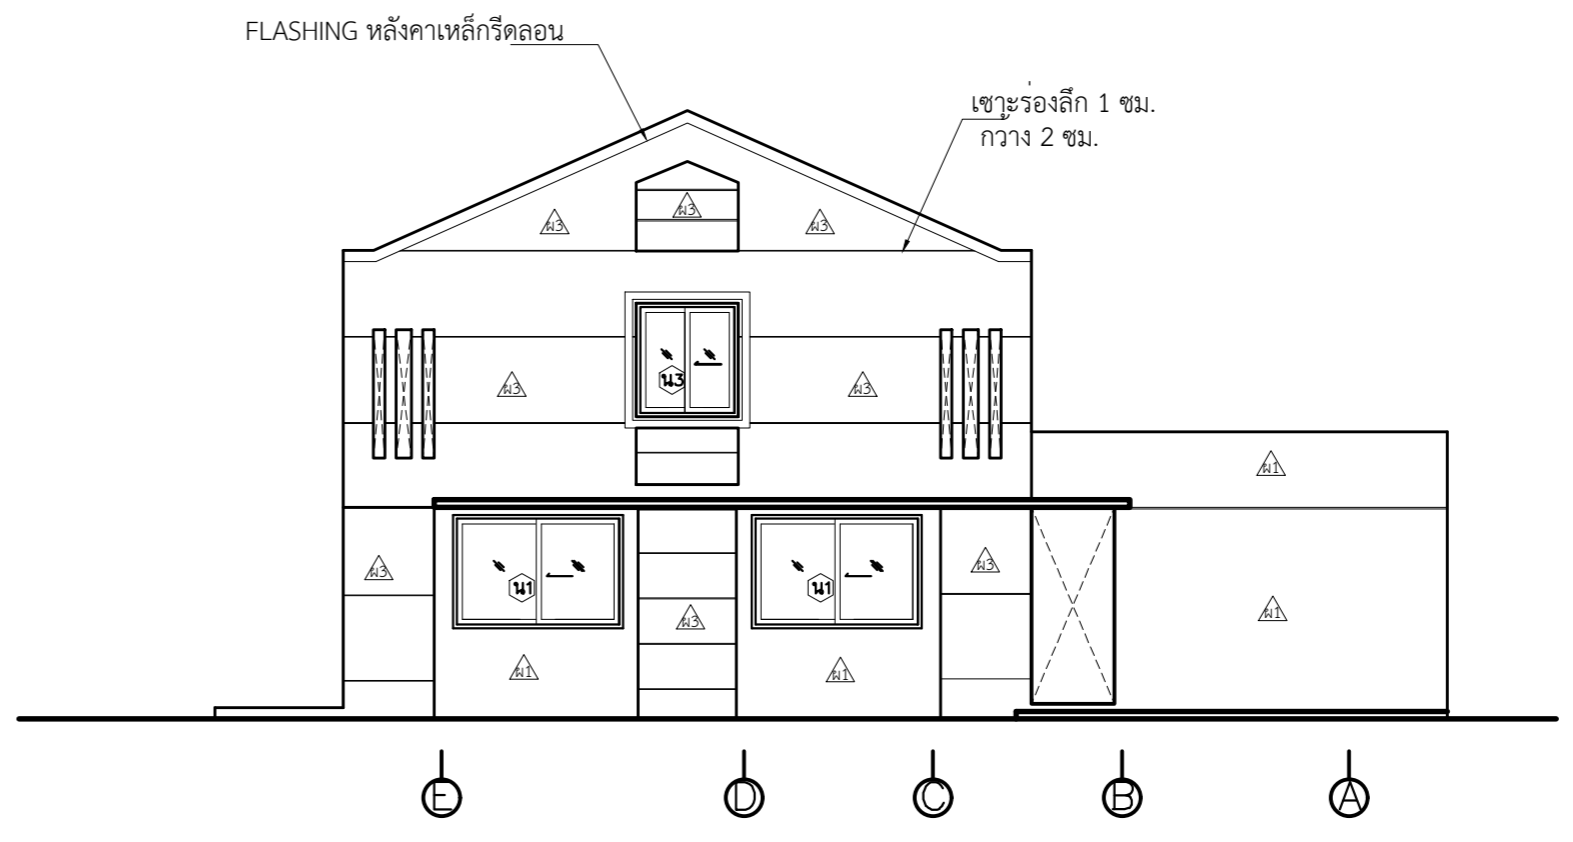 FLASHING หลังคาเหล็กรีดลอน
เซาะร่องลึก 1 ซม.
กว้าง 2 ซม.
ผ3
ผ3
ผ3
ผ3
น3
ผ3
ผ1
ผ3
น1
น1
ผ3
ผ3
ผ1
ผ1
ผ1
E D C B A